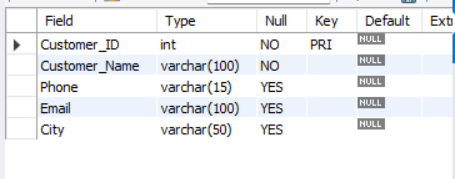 Field Type Null Key Default Ext
Customer_ID int NO PRI NULL
Customer_Name varchar(100) NO NULL
Phone varchar(15) YES NULL
Email varchar(100) YES NULL
City varchar(50) YES NULL